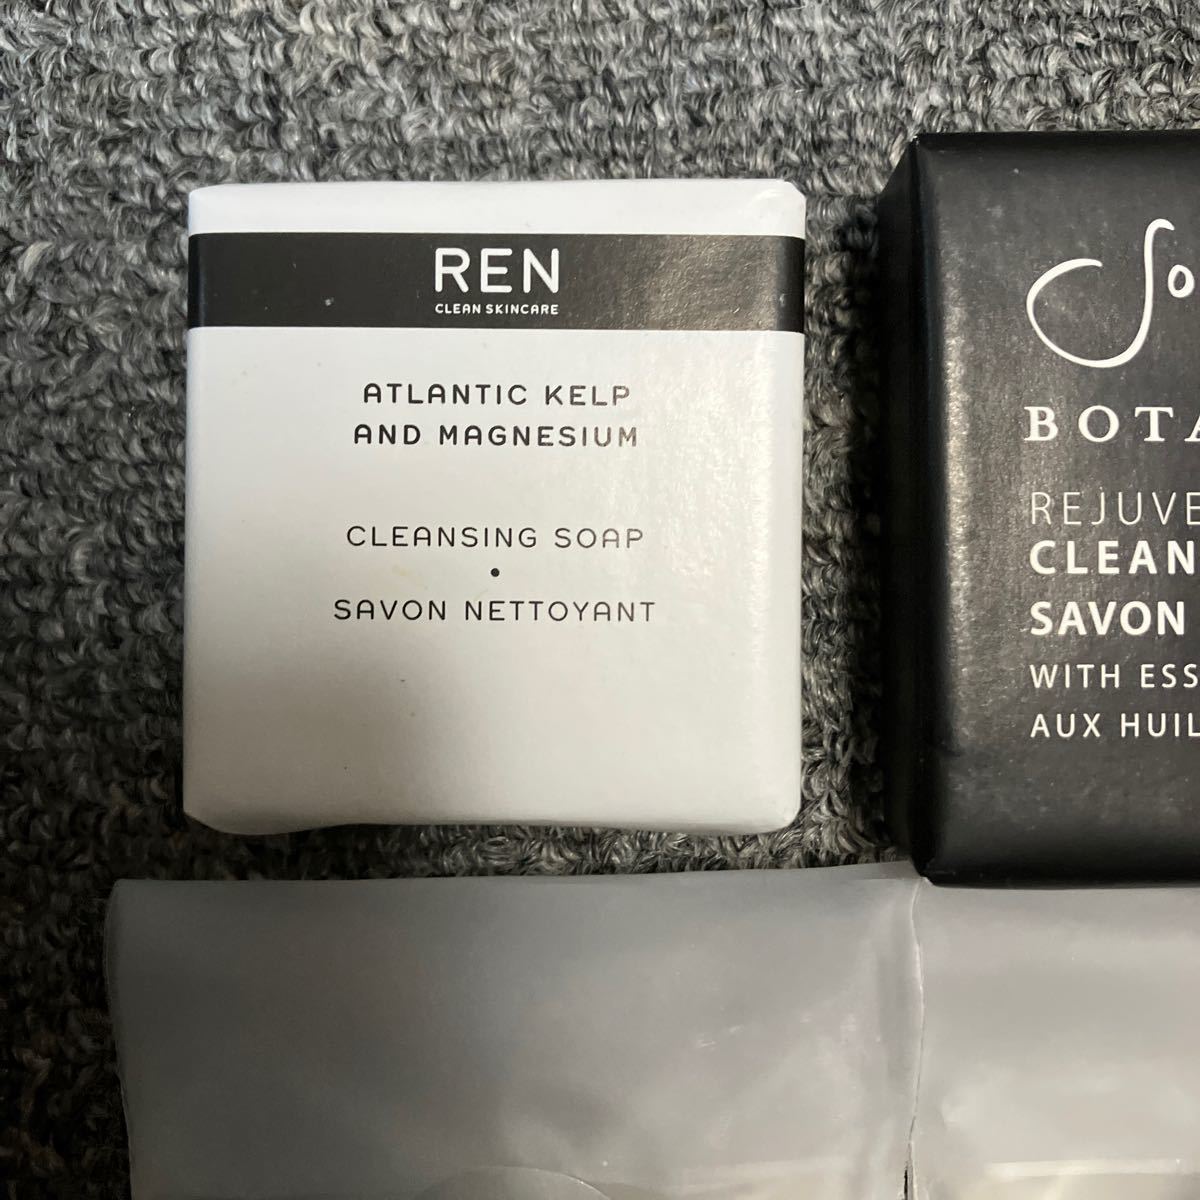 REN
CLEAN SKINCARE
ATLANTIC KELP
AND MAGNESIUM
CLEANSING SOAP
•
SAVON NETTOYANT
So
BOTA
REJUVE
CLEAN
SAVON
WITH ESS
AUX HUIL